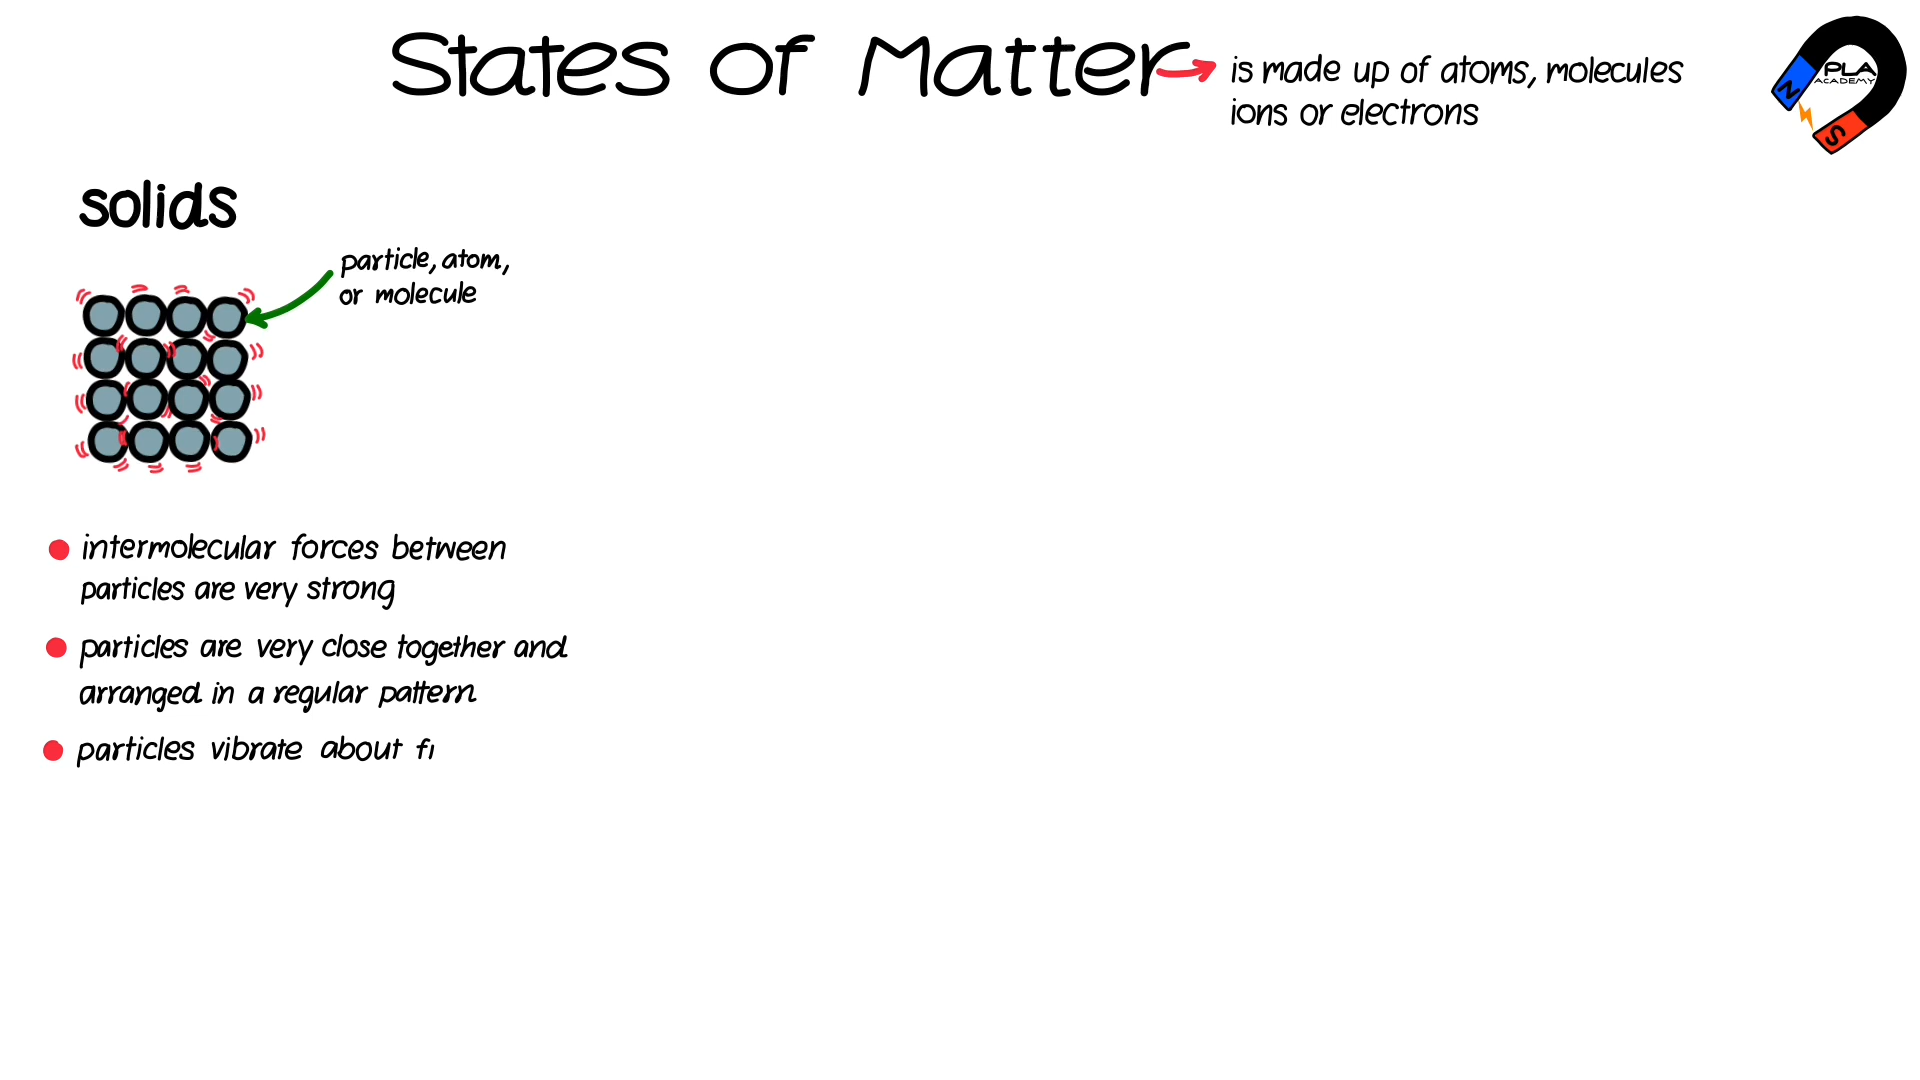 States of Matter
is made up of atoms, molecules
ions or electrons
PLA
ACADEMY
N
S
solids
particle, atom,
or molecule
intermolecular forces between
particles are very strong
particles are very close together and
arranged in a regular pattern
particles vibrate about fi